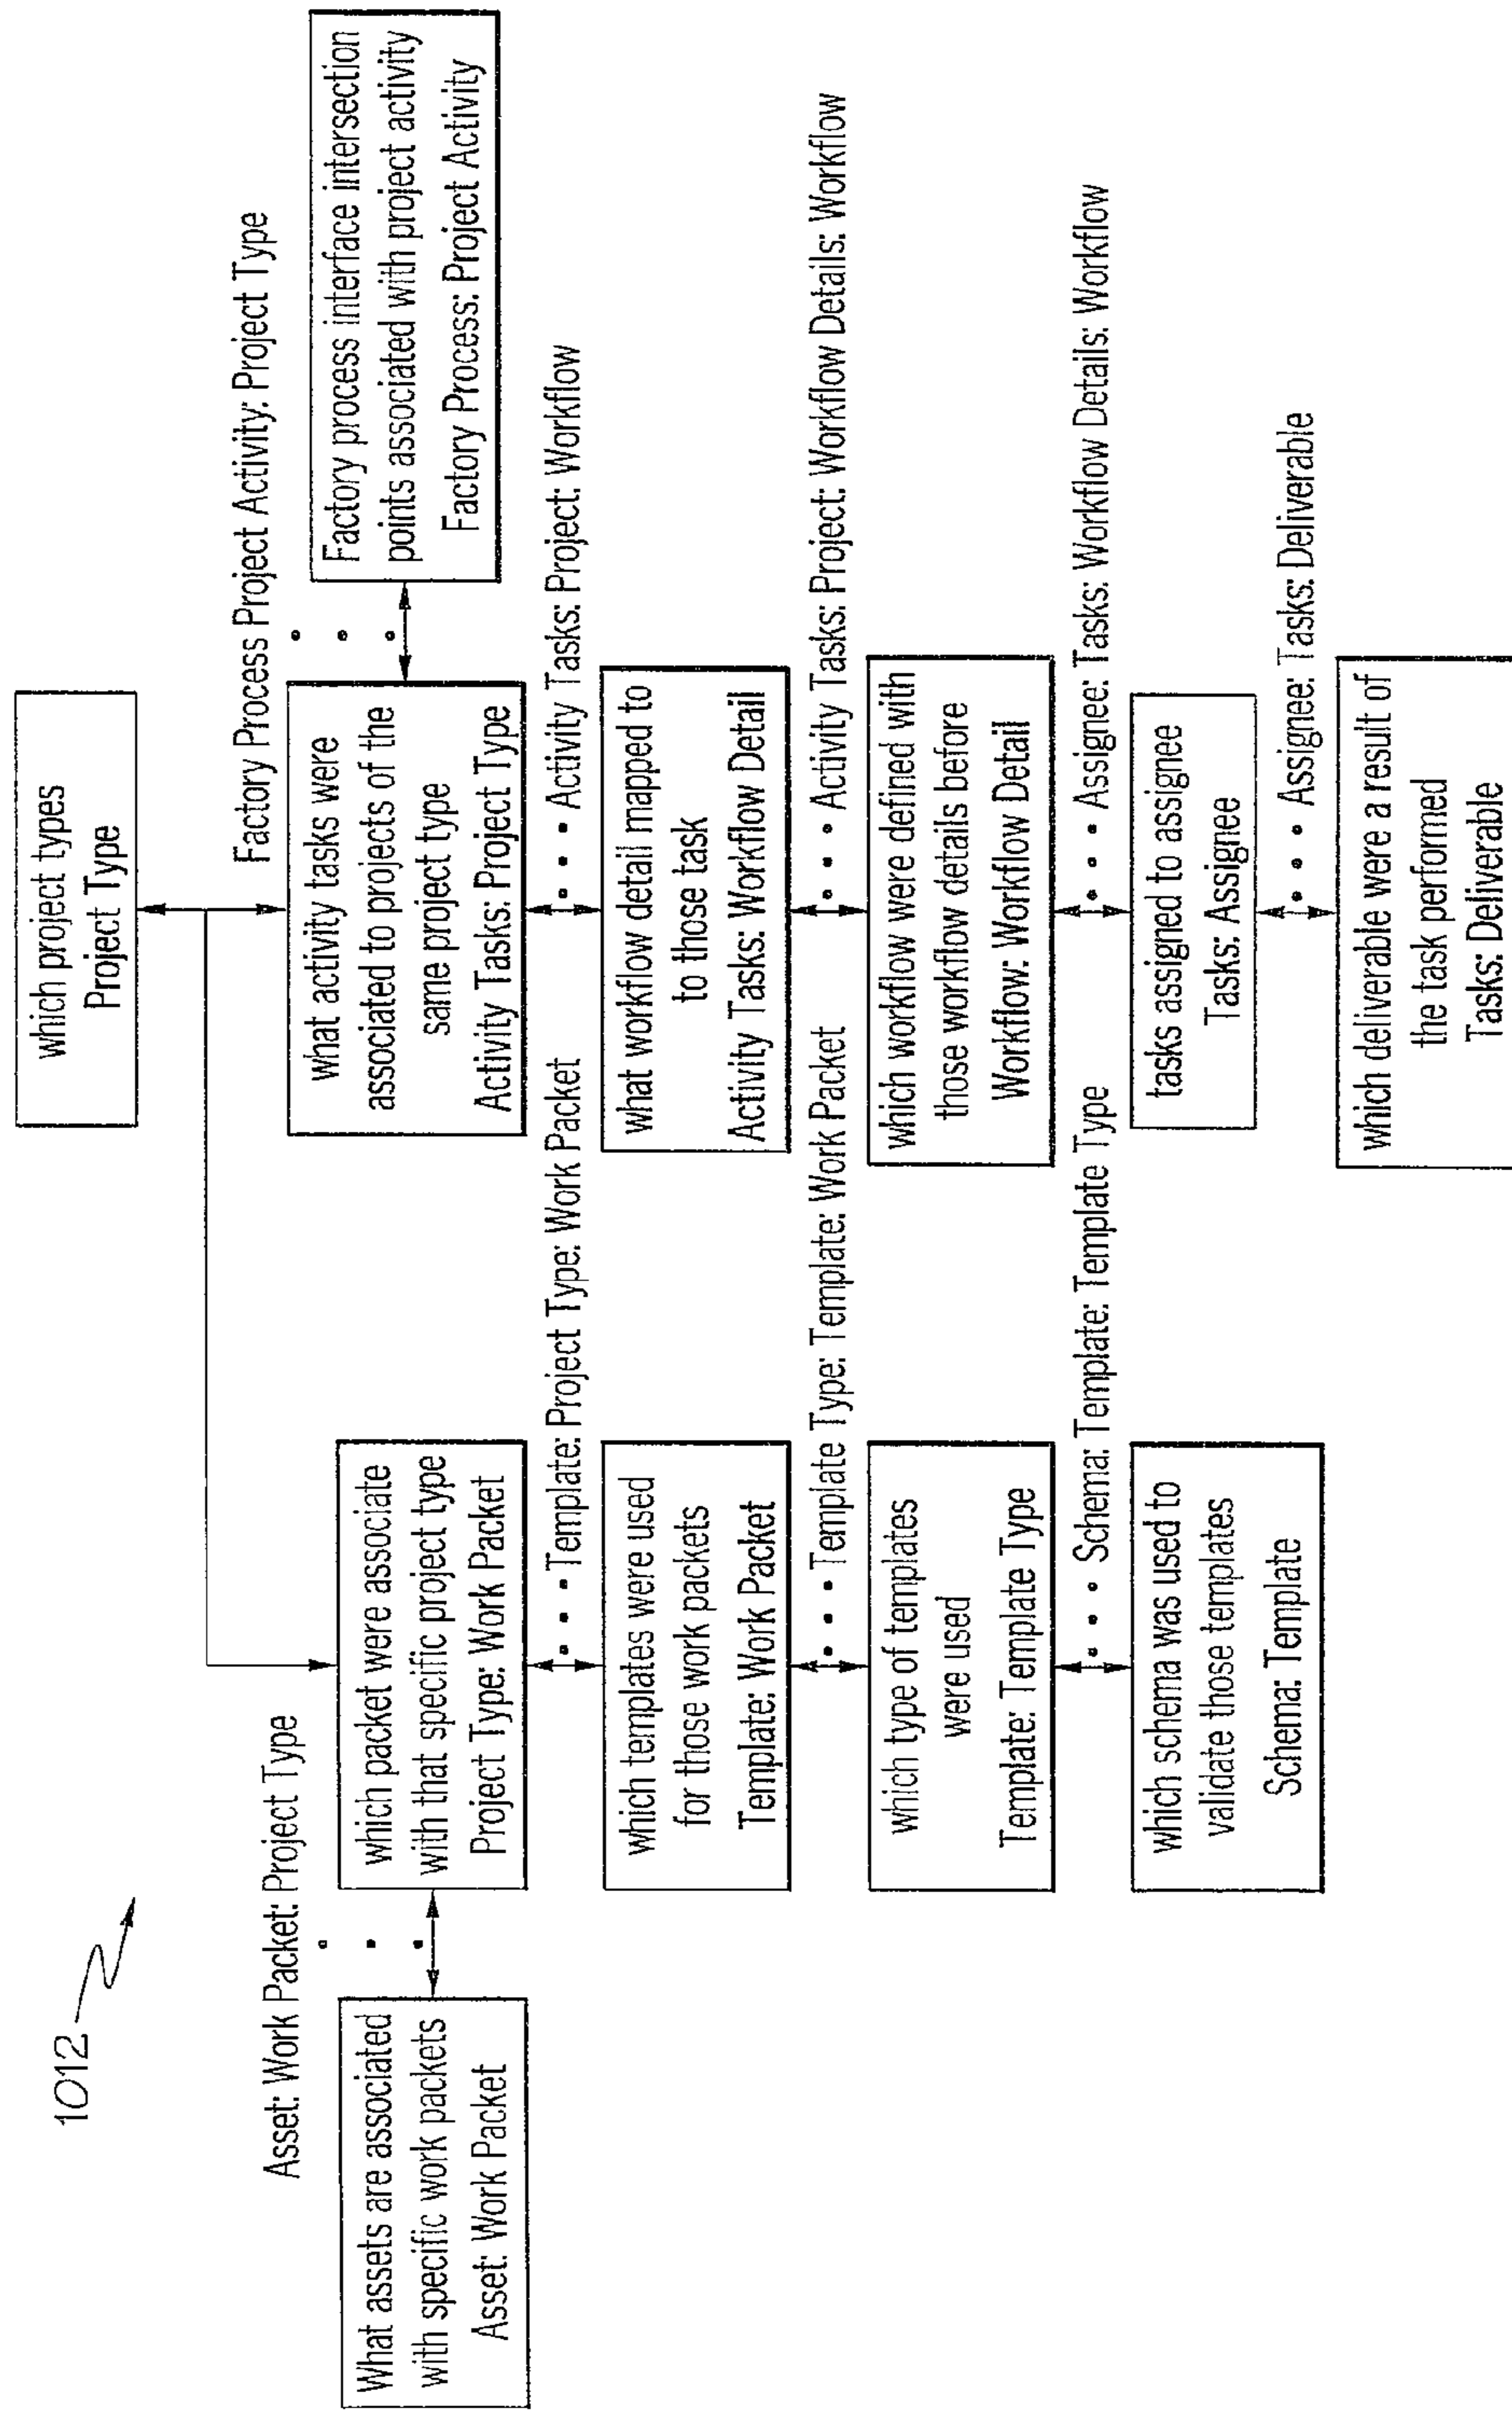 1012
which project types
Project Type
Asset: Work Packet: Project Type
Factory Process Project Activity: Project Type
What assets are associated
with specific work packets
Asset: Work Packet
which packet were associate
with that specific project type
Project Type: Work Packet
what activity tasks were
associated to projects of the
same project type
Activity Tasks: Project Type
Factory process interface intersection
points associated with project activity
Factory Process: Project Activity
Template: Project Type: Work Packet
Activity Tasks: Project: Workflow
which templates were used
for those work packets
Template: Work Packet
what workflow detail mapped to
to those task
Activity Tasks: Workflow Detail
Template Type: Template: Work Packet
Activity Tasks: Project: Workflow Details: Workflow
which type of templates
were used
Template: Template Type
which workflow were defined with
those workflow details before
Workflow: Workflow Detail
Schema: Template: Template Type
Assignee: Tasks: Workflow Details: Workflow
which schema was used to
validate those templates
Schema: Template
tasks assigned to assignee
Tasks: Assignee
Assignee: Tasks: Deliverable
which deliverable were a result of
the task performed
Tasks: Deliverable